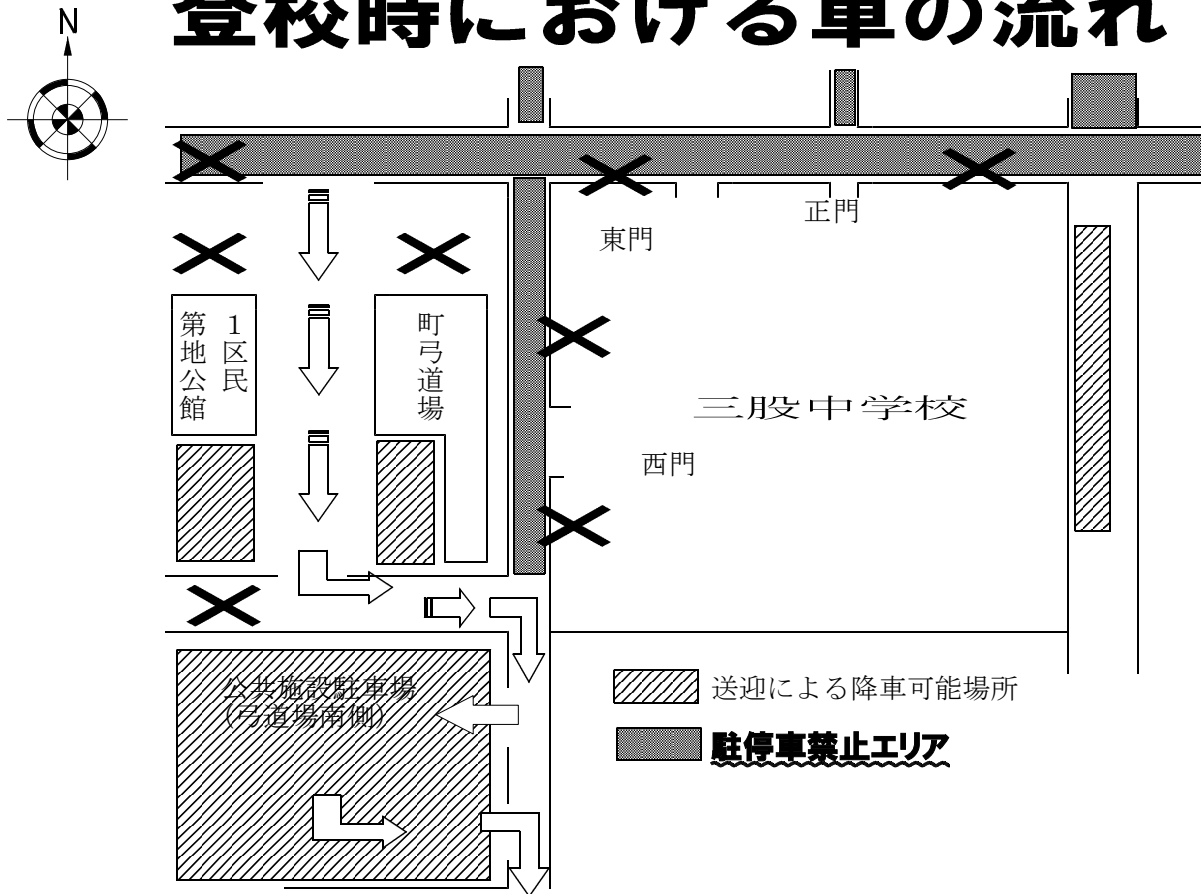 登校時における車の流れ
N
正門
東門
第1区民
地公館
町弓道場
三股中学校
西門
公共施設駐車場
(弓道場南側)
送迎による降車可能場所
駐停車禁止エリア